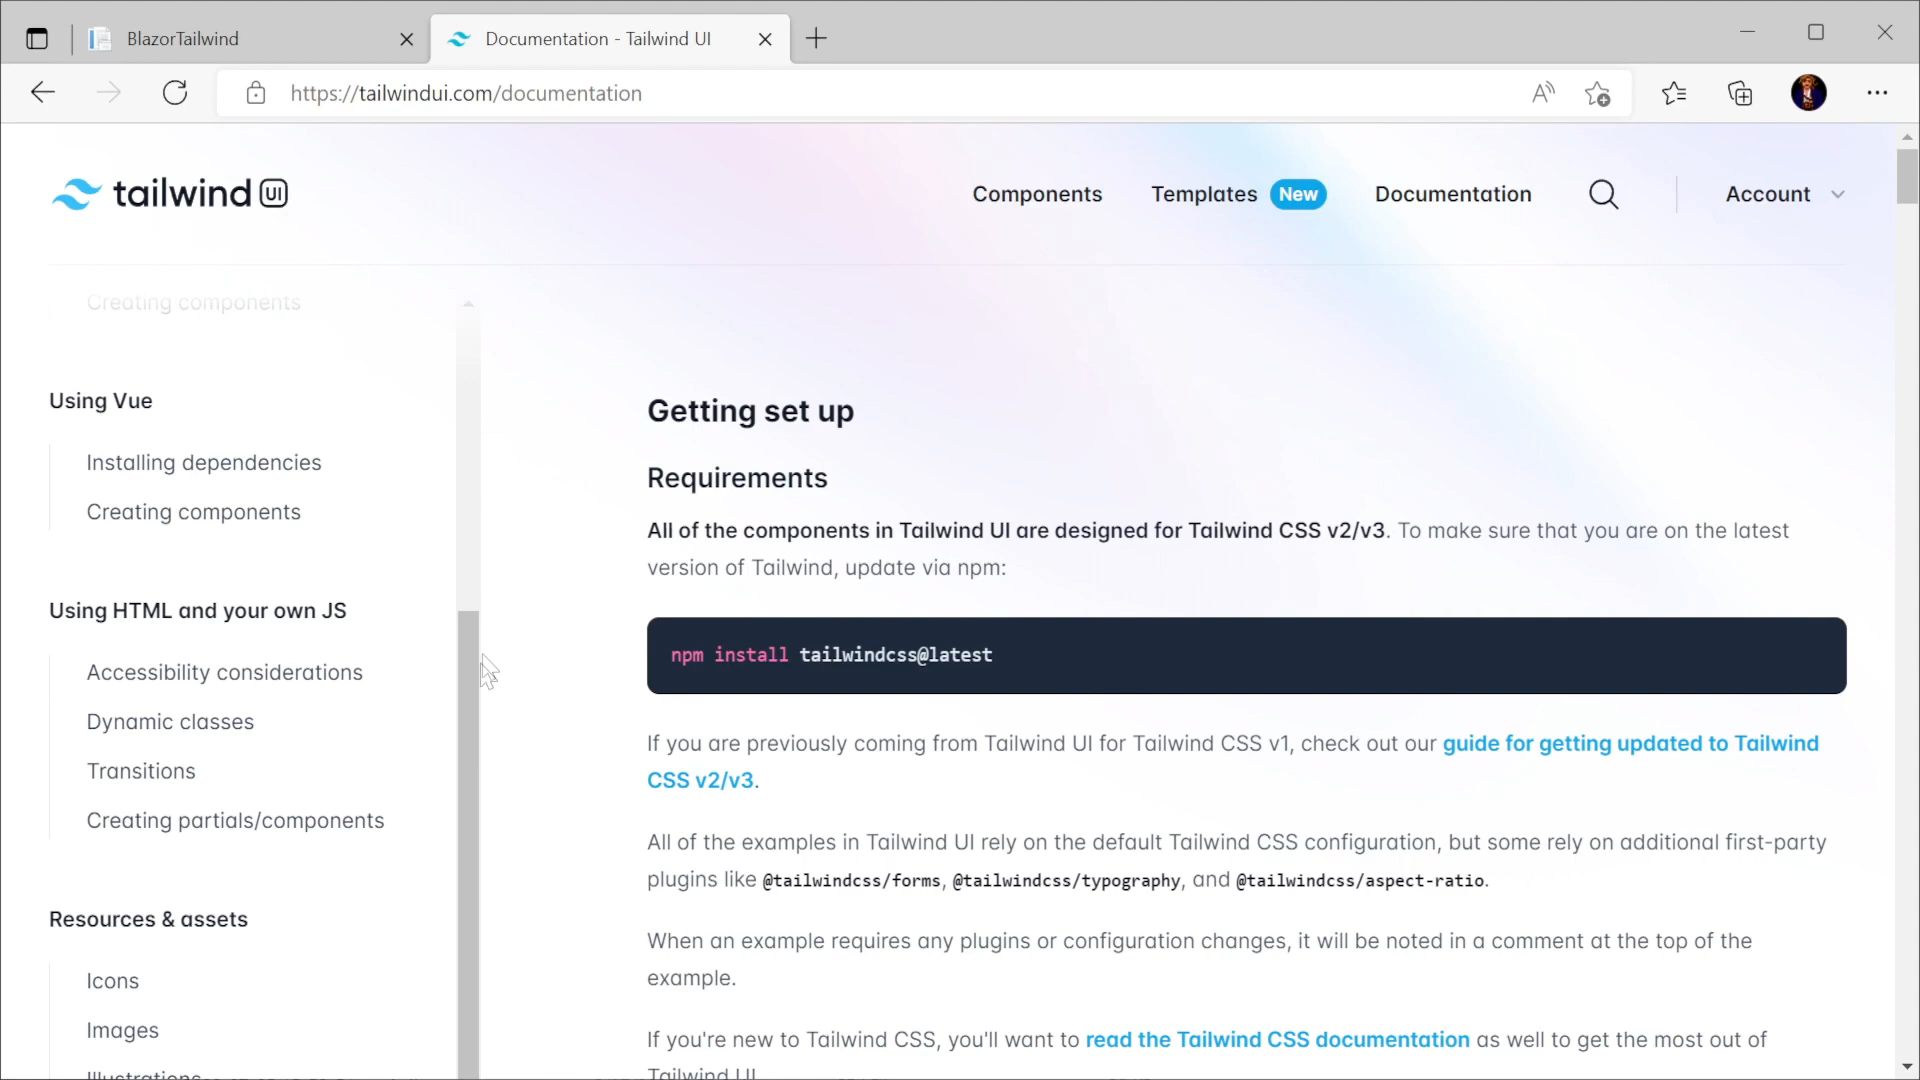 BlazorTailwind
Documentation - Tailwind UI
https://tailwindui.com/documentation
tailwind UI
Components
Templates New
Documentation
Account
Creating components
Using Vue
Installing dependencies
Creating components
Using HTML and your own JS
Accessibility considerations
Dynamic classes
Transitions
Creating partials/components
Resources & assets
Icons
Images
Illustrations
Getting set up
Requirements
All of the components in Tailwind UI are designed for Tailwind CSS v2/v3. To make sure that you are on the latest
version of Tailwind, update via npm:
npm install tailwindcss@latest
If you are previously coming from Tailwind UI for Tailwind CSS v1, check out our guide for getting updated to Tailwind
CSS v2/v3.
All of the examples in Tailwind UI rely on the default Tailwind CSS configuration, but some rely on additional first-party
plugins like @tailwindcss/forms, @tailwindcss/typography, and @tailwindcss/aspect-ratio.
When an example requires any plugins or configuration changes, it will be noted in a comment at the top of the
example.
If you're new to Tailwind CSS, you'll want to read the Tailwind CSS documentation as well to get the most out of
Tailwind UI